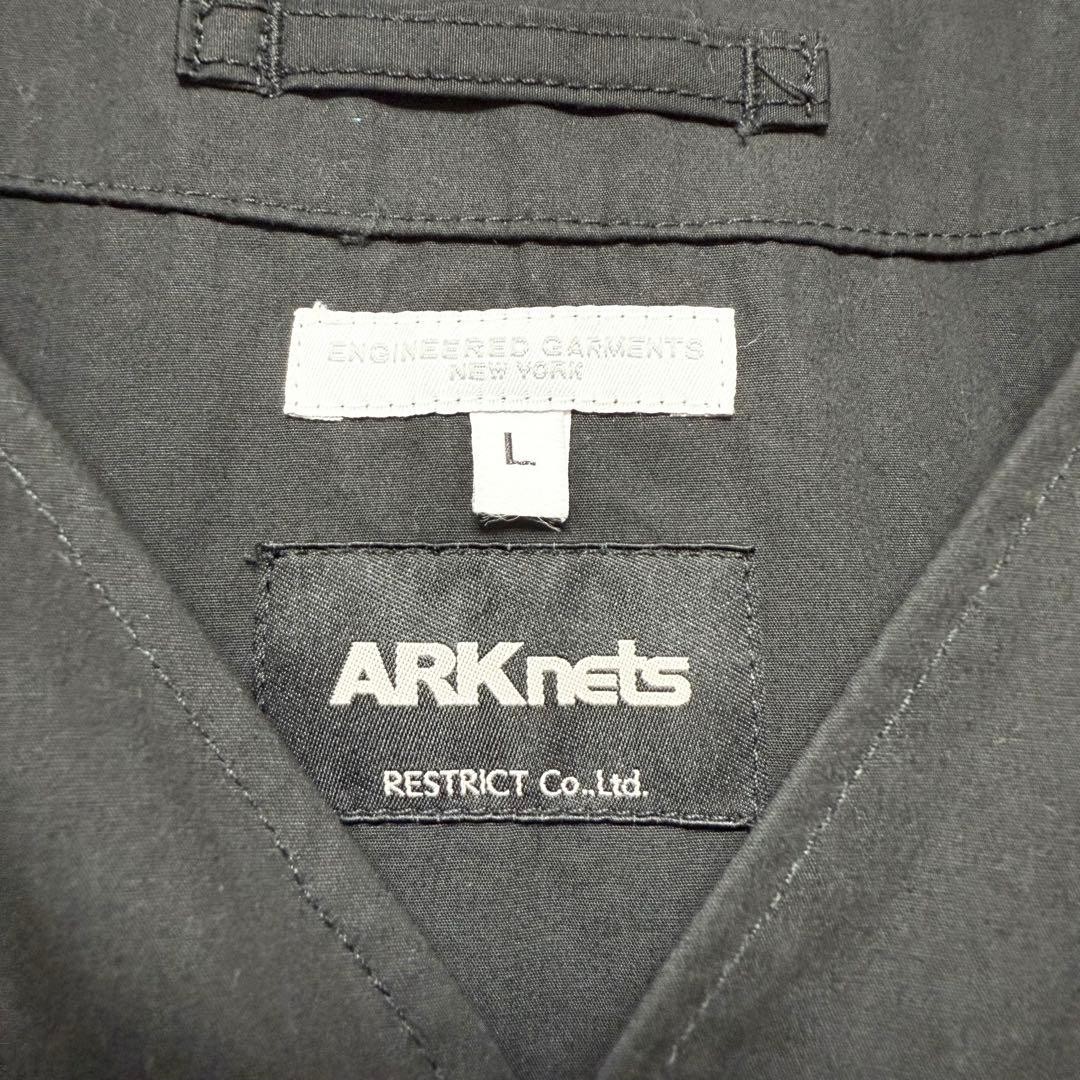 ENGINEERED GARMENTS
NEW YORK
L
ARKnets
RESTRICT Co.,Ltd.